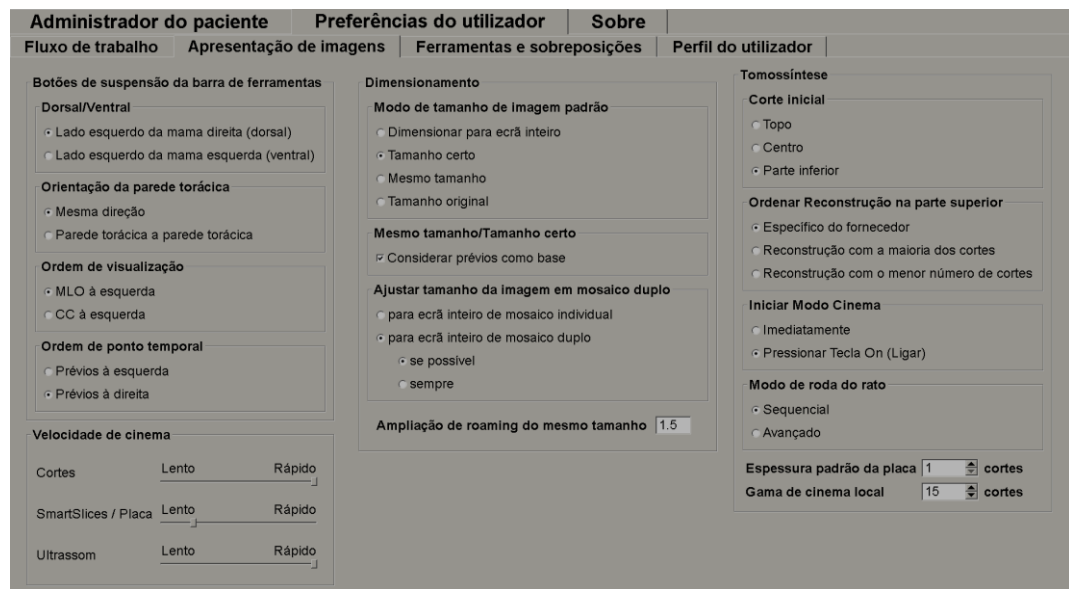 Administrador do paciente Preferências do utilizador Sobre
Fluxo de trabalho Apresentação de imagens Ferramentas e sobreposições Perfil do utilizador
Botões de suspensão da barra de ferramentas
Dorsal/Ventral
Lado esquerdo da mama direita (dorsal)
Lado esquerdo da mama esquerda (ventral)
Orientação da parede torácica
Mesma direção
Parede torácica a parede torácica
Ordem de visualização
MLO à esquerda
CC à esquerda
Ordem de ponto temporal
Prévios à esquerda
Prévios à direita
Velocidade de cinema
Cortes Lento Rápido
SmartSlices / Placa Lento Rápido
Ultrassom Lento Rápido
Dimensionamento
Modo de tamanho de imagem padrão
Dimensionar para ecrã inteiro
Tamanho certo
Mesmo tamanho
Tamanho original
Mesmo tamanho/Tamanho certo
Considerar prévios como base
Ajustar tamanho da imagem em mosaico duplo
para ecrã inteiro de mosaico individual
para ecrã inteiro de mosaico duplo
se possível
sempre
Ampliação de roaming do mesmo tamanho 1.5
Tomossíntese
Corte inicial
Topo
Centro
Parte inferior
Ordenar Reconstrução na parte superior
Específico do fornecedor
Reconstrução com a maioria dos cortes
Reconstrução com o menor número de cortes
Iniciar Modo Cinema
Imediatamente
Pressionar Tecla On (Ligar)
Modo de roda do rato
Sequencial
Avançado
Espessura padrão da placa 1 cortes
Gama de cinema local 15 cortes